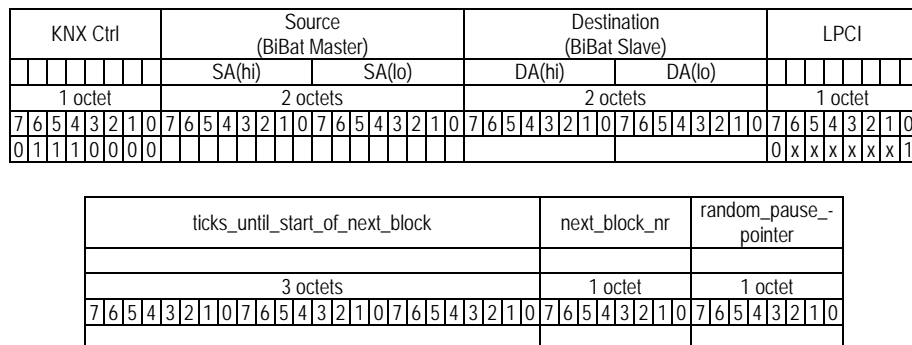 KNX Ctrl Source Destination LPCI
(BiBat Master) (BiBat Slave)
SA(hi) SA(lo) DA(hi) DA(lo)
1 octet 2 octets 2 octets 1 octet
7 6 5 4 3 2 1 0 7 6 5 4 3 2 1 0 7 6 5 4 3 2 1 0 7 6 5 4 3 2 1 0 7 6 5 4 3 2 1 0 7 6 5 4 3 2 1 0
0 1 1 1 0 0 0 0 0 x x x x x x 1
ticks_until_start_of_next_block next_block_nr random_pause_-
pointer
3 octets 1 octet 1 octet
7 6 5 4 3 2 1 0 7 6 5 4 3 2 1 0 7 6 5 4 3 2 1 0 7 6 5 4 3 2 1 0 7 6 5 4 3 2 1 0